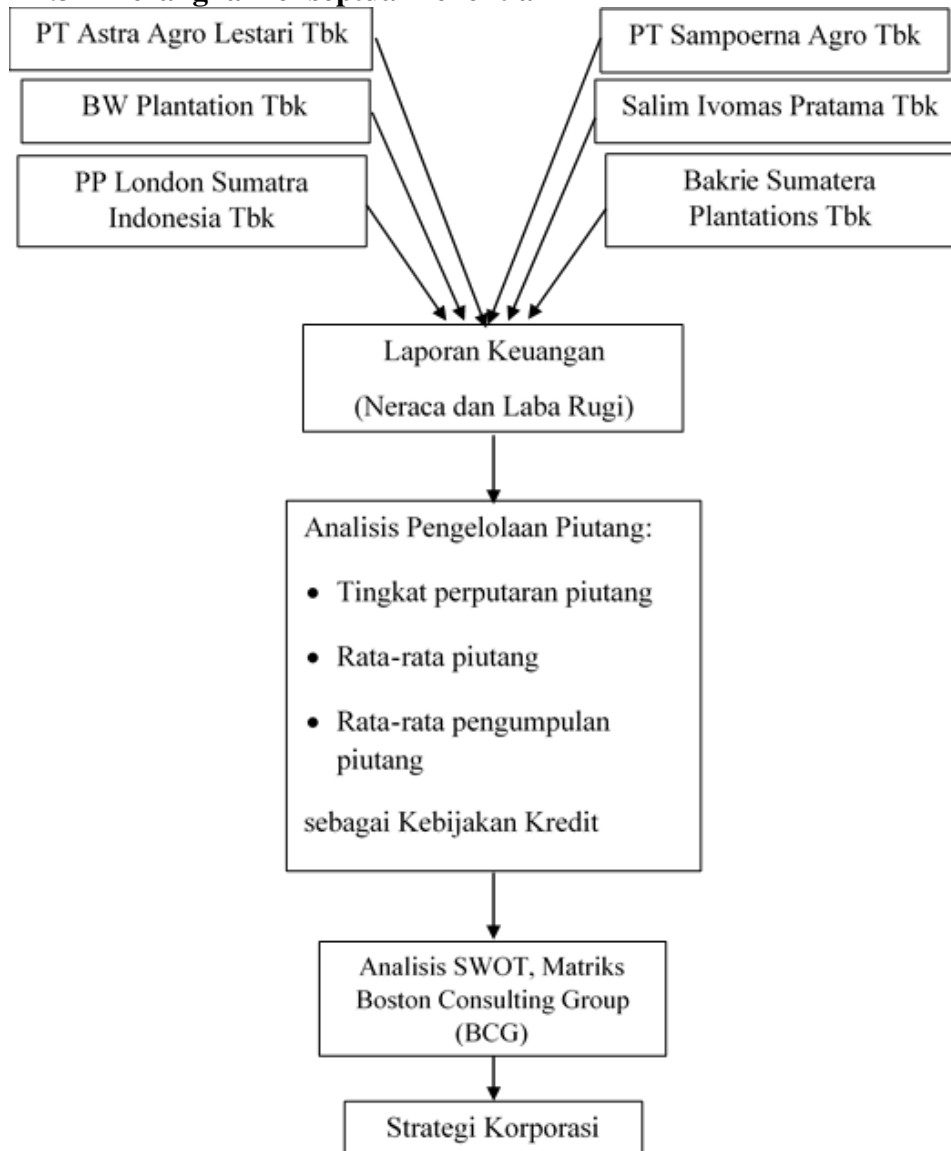 PT Astra Agro Lestari Tbk
PT Sampoerna Agro Tbk
BW Plantation Tbk
Salim Ivomas Pratama Tbk
PP London Sumatra
Indonesia Tbk
Bakrie Sumatera
Plantations Tbk
Laporan Keuangan
(Neraca dan Laba Rugi)
Analisis Pengelolaan Piutang:
• Tingkat perputaran piutang
• Rata-rata piutang
• Rata-rata pengumpulan
piutang
sebagai Kebijakan Kredit
Analisis SWOT, Matriks
Boston Consulting Group
(BCG)
Strategi Korporasi